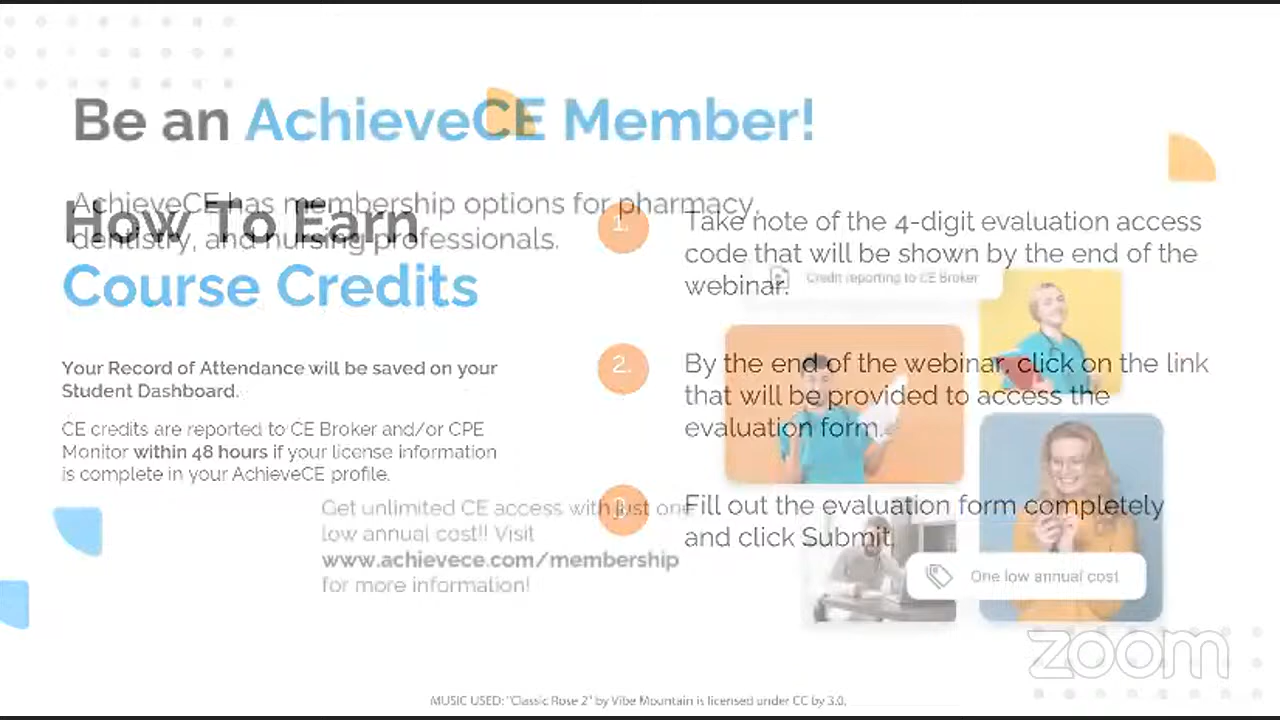 Be an AchieveCE Member!
AchieveCE has membership options for pharmacy,
dentistry, and nursing professionals.
How To Earn
Course Credits
Your Record of Attendance will be saved on your
Student Dashboard.
CE credits are reported to CE Broker and/or CPE
Monitor within 48 hours if your license information
is complete in your AchieveCE profile.
Get unlimited CE access with just one
low annual cost!! Visit
www.achievece.com/membership
for more information!
1.
Take note of the 4-digit evaluation access
code that will be shown by the end of the
webinar.
Credit reporting to CE Broker
2.
By the end of the webinar, click on the link
that will be provided to access the
evaluation form.
3.
Fill out the evaluation form completely
and click Submit.
One low annual cost
zoom
MUSIC USED: "Classic Rose 2" by Vibe Mountain is licensed under CC by 3.0.